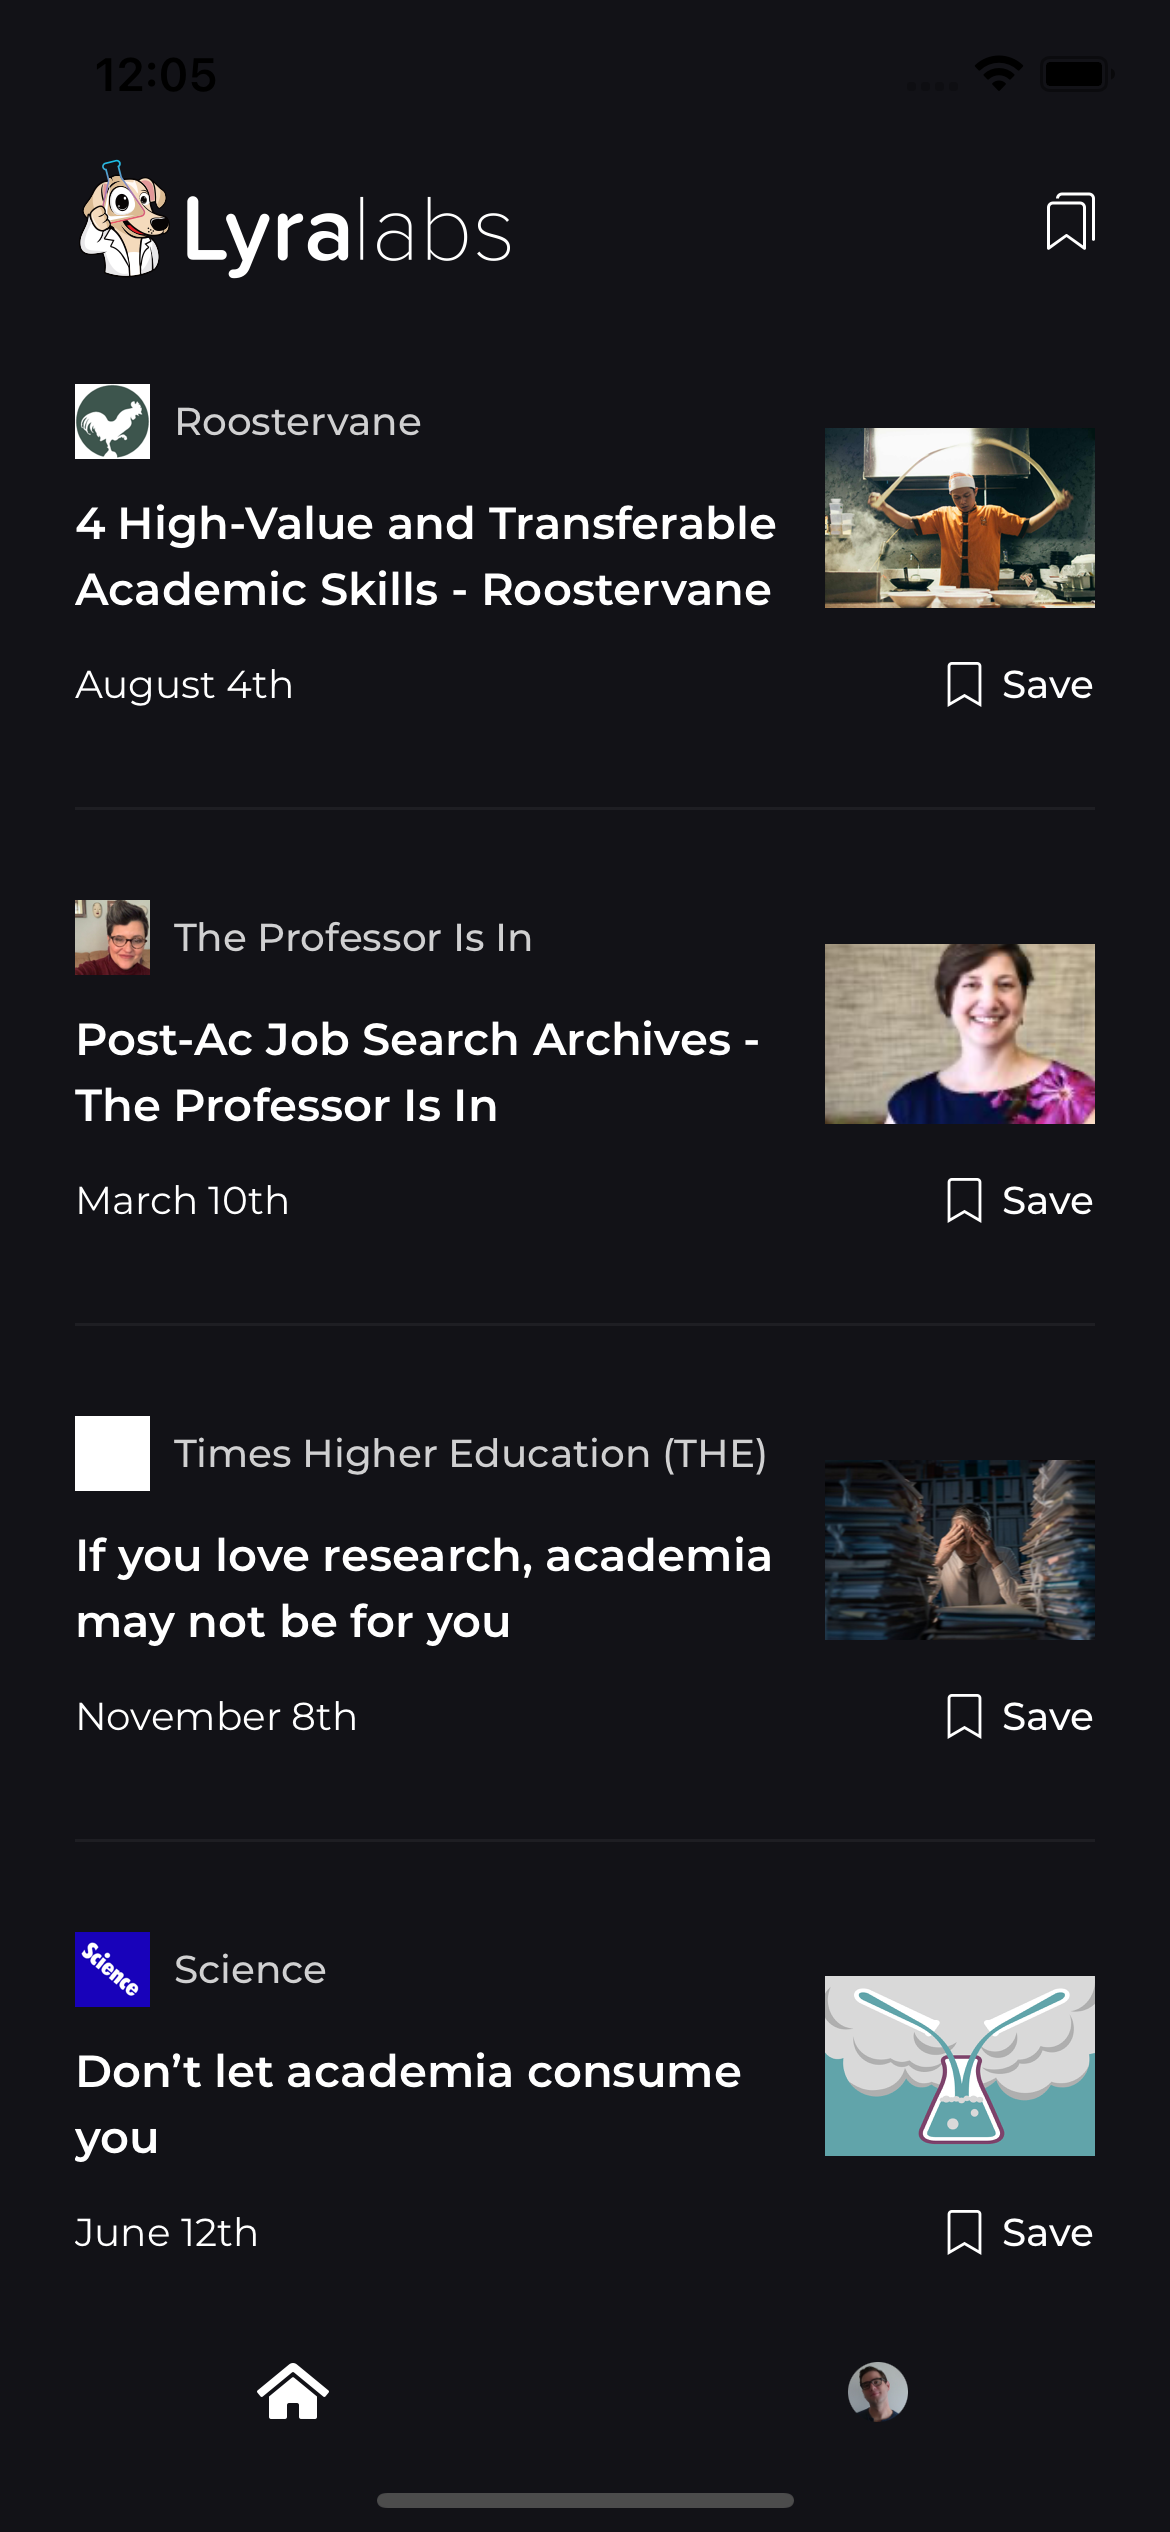 12:05
Lyralabs
Roostervane
4 High-Value and Transferable
Academic Skills - Roostervane
August 4th
Save
The Professor Is In
Post-Ac Job Search Archives -
The Professor Is In
March 10th
Save
Times Higher Education (THE)
If you love research, academia
may not be for you
November 8th
Save
Science
Science
Don’t let academia consume
you
June 12th
Save